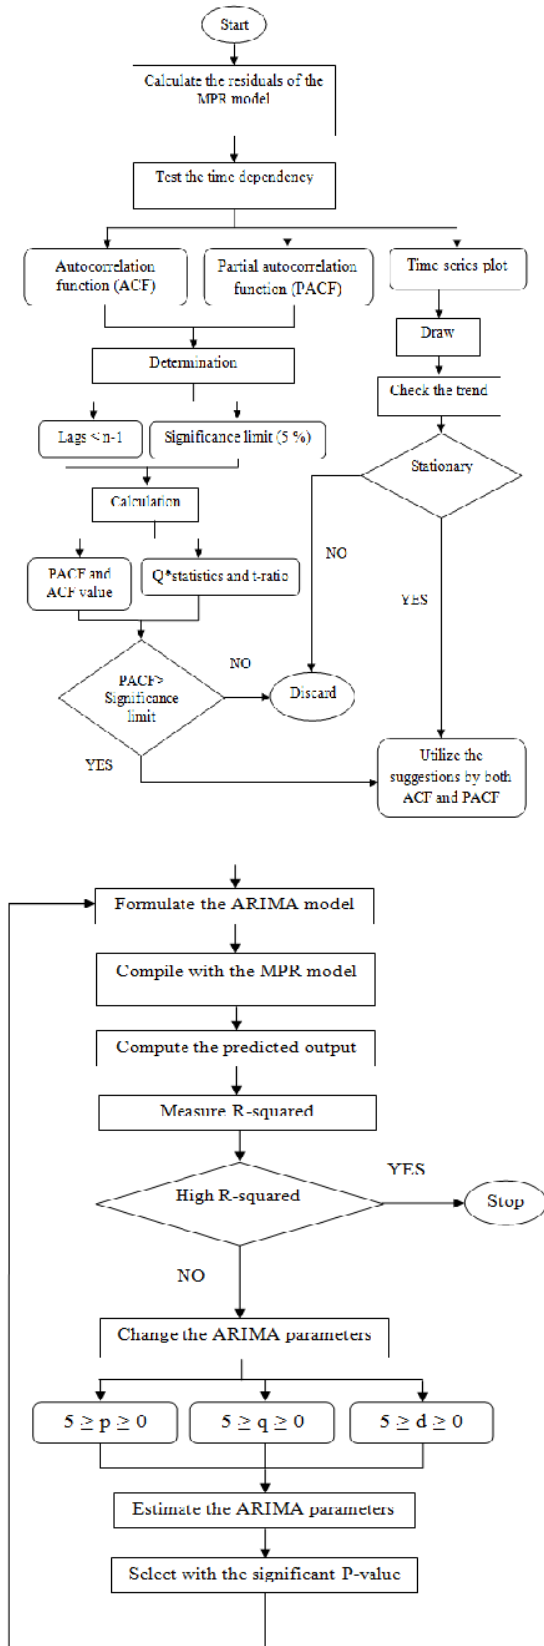 Start
Calculate the residuals of the
MPR model
Test the time dependency
Autocorrelation
function (ACF)
Partial autocorrelation
function (PACF)
Time series plot
Draw
Determination
Check the trend
Lags < n-1
Significance limit (5 %)
Stationary
Calculation
NO
PACF and
ACF value
Q*statistics and t-ratio
YES
PACF>
Significance
limit
NO
Discard
YES
Utilize the
suggestions by both
ACF and PACF
Formulate the ARIMA model
Compile with the MPR model
Compute the predicted output
Measure R-squared
High R-squared
YES
Stop
NO
Change the ARIMA parameters
5 ≥ p ≥ 0
5 ≥ q ≥ 0
5 ≥ d ≥ 0
Estimate the ARIMA parameters
Select with the significant P-value